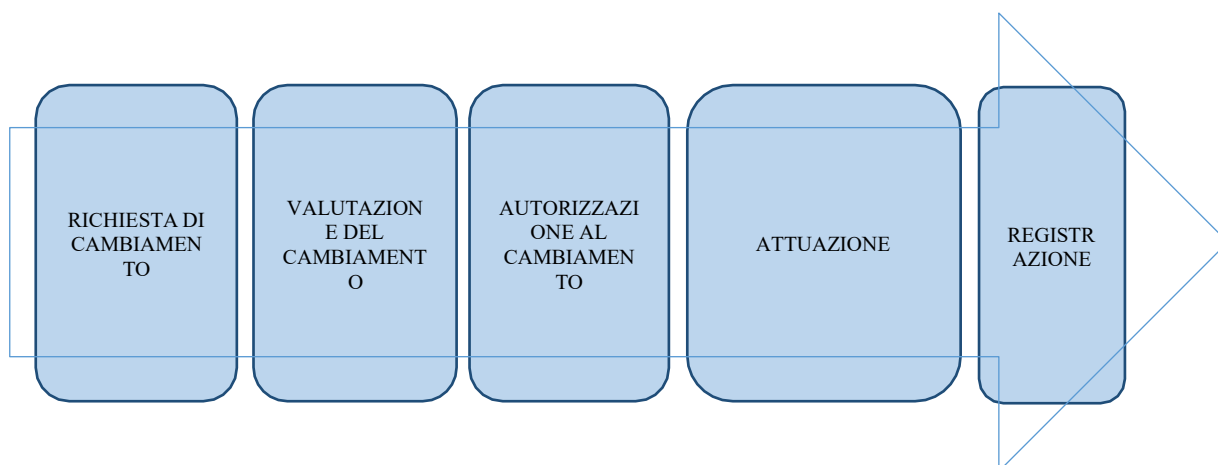 RICHIESTA DI
CAMBIAMEN
TO
VALUTAZION
E DEL
CAMBIAMENT
O
AUTORIZZAZI
ONE AL
CAMBIAMEN
TO
ATTUAZIONE
REGISTR
AZIONE